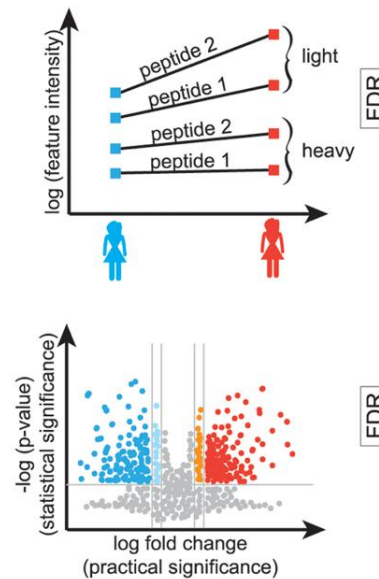 log (feature intensity)
peptide 2
peptide 1
peptide 2
peptide 1
light
heavy
FDR
-log (p-value)
(statistical significance)
log fold change
(practical significance)
FDR